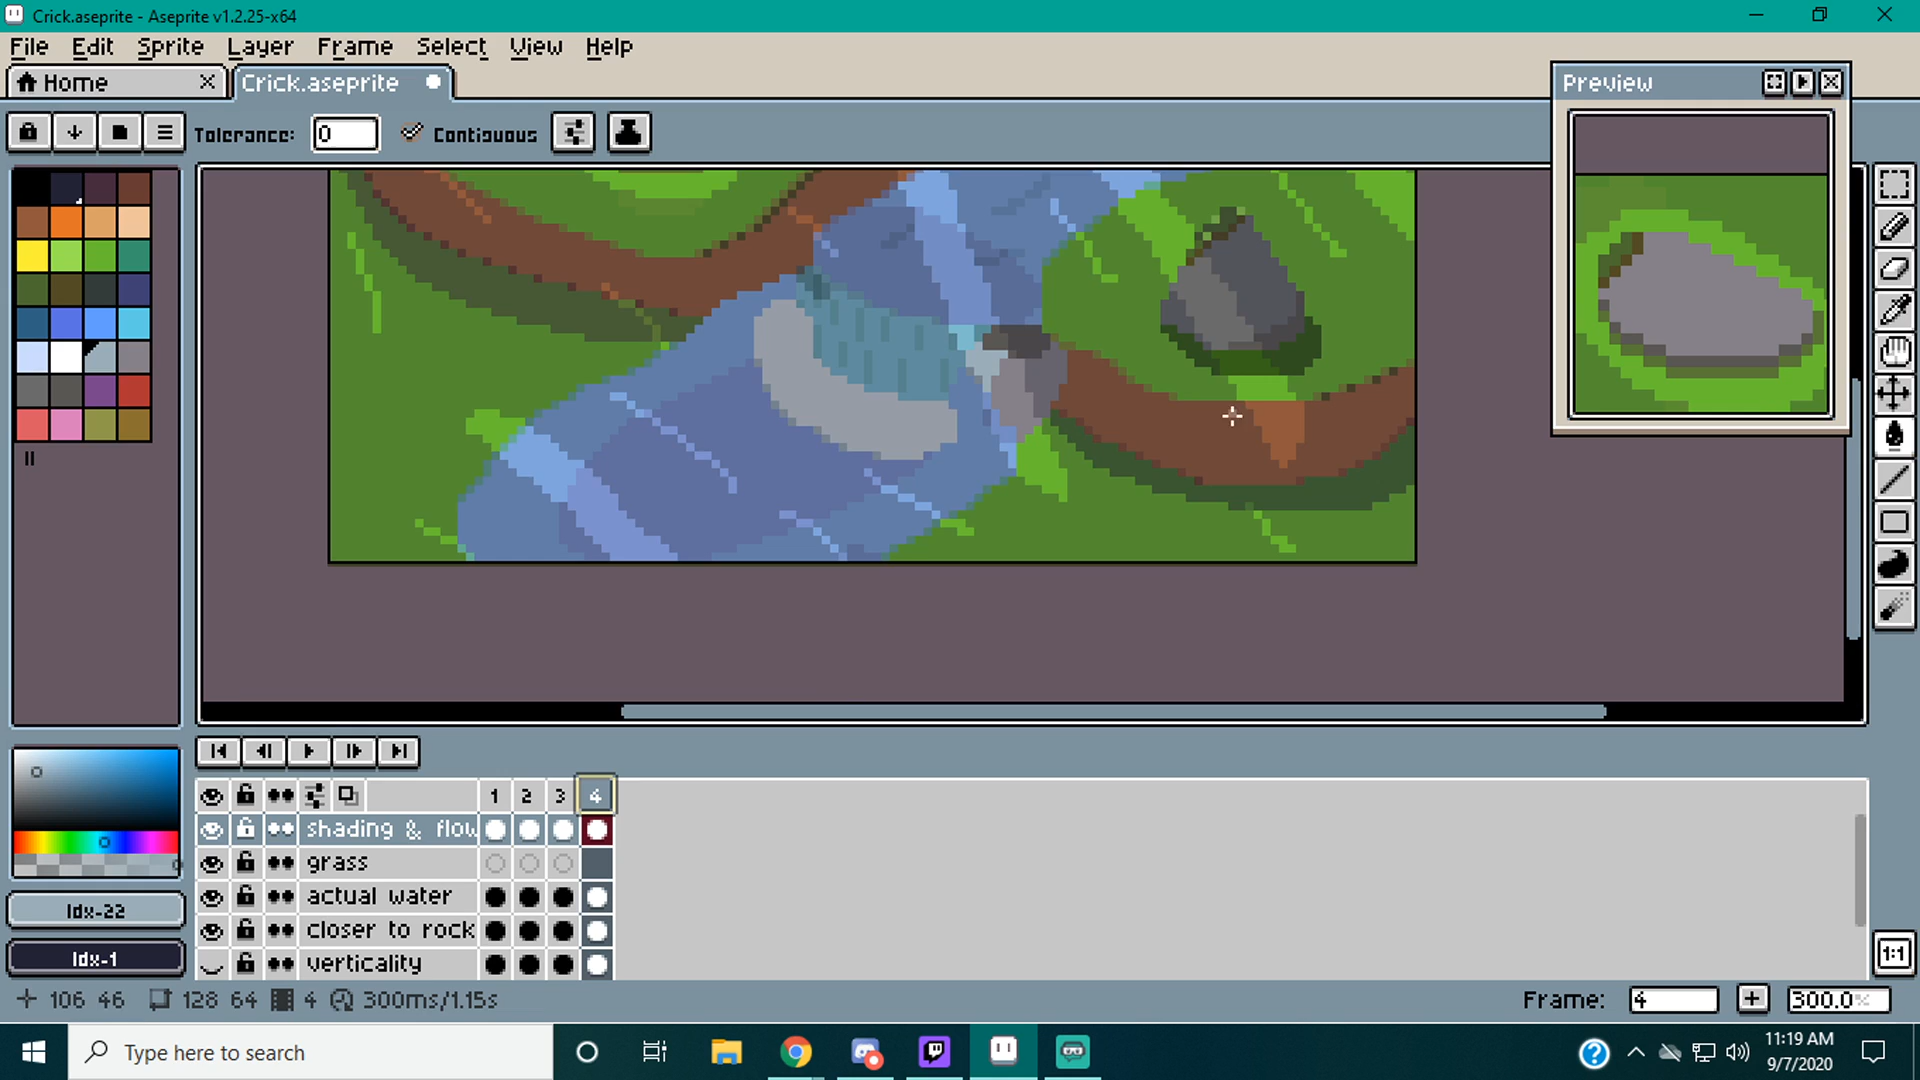 Crick.aseprite - Aseprite v1.2.25-x64
File Edit Sprite Layer Frame Select View Help
Home Crick.aseprite
Preview
Tolerance: 0 Contiguous
1 2 3 4
shading & flow
grass
actual water
closer to rock
verticality
Idx-22
Idx-1
106 46 128 64 4 300ms/1.15s
Frame: 4 300.0%
1:1
Type here to search
11:19 AM
9/7/2020